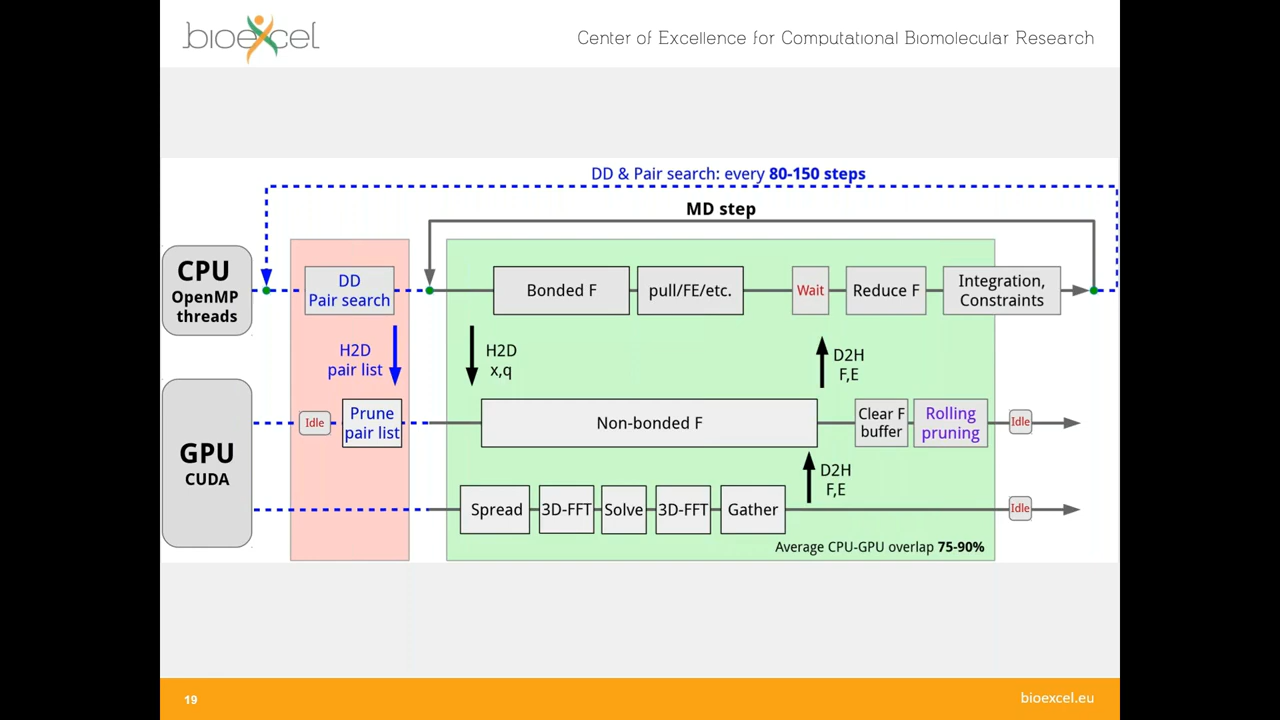 bioexcel
Center of Excellence for Computational Biomolecular Research
DD & Pair search: every 80-150 steps
MD step
CPU
OpenMP
threads
DD
Pair search
Bonded F
pull/FE/etc.
Wait
Reduce F
Integration,
Constraints
H2D
pair list
H2D
x,q
D2H
F,E
GPU
CUDA
Idle
Prune
pair list
Non-bonded F
Clear F
buffer
Rolling
pruning
Idle
D2H
F,E
Spread
3D-FFT
Solve
3D-FFT
Gather
Idle
Average CPU-GPU overlap 75-90%
19
bioexcel.eu